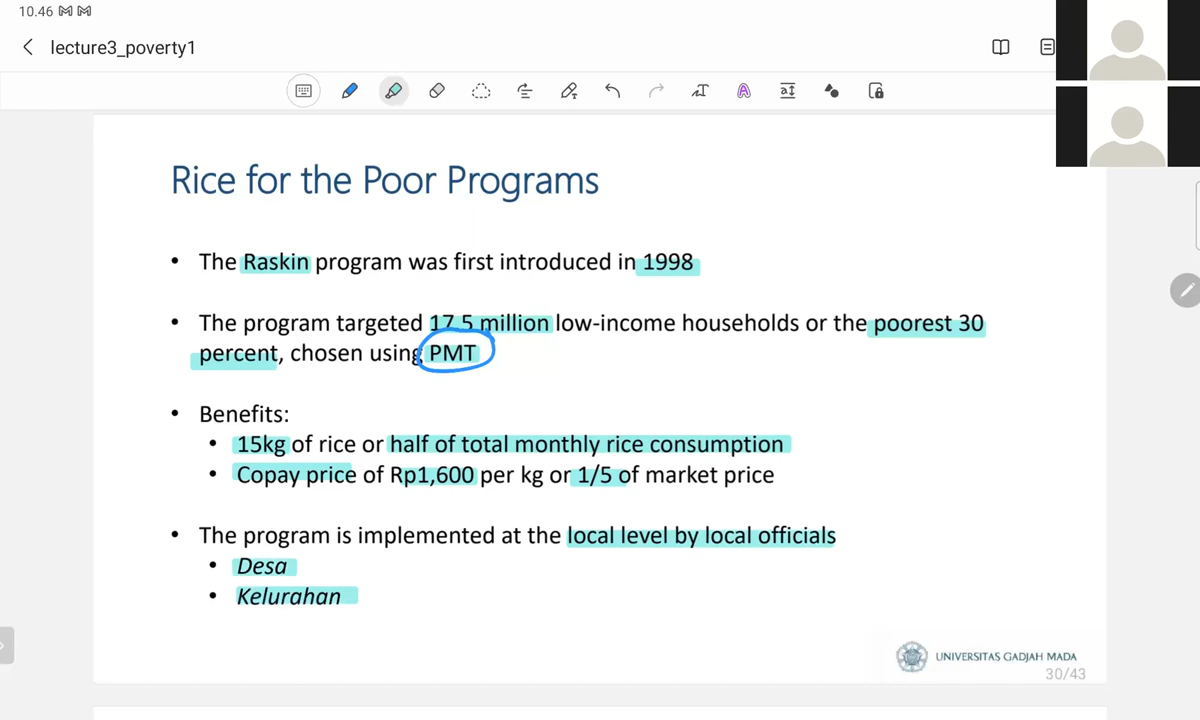 10.46
lecture3_poverty1
Rice for the Poor Programs
• The Raskin program was first introduced in 1998
• The program targeted 17.5 million low-income households or the poorest 30
percent, chosen using PMT
• Benefits:
• 15kg of rice or half of total monthly rice consumption
• Copay price of Rp1,600 per kg or 1/5 of market price
• The program is implemented at the local level by local officials
• Desa
• Kelurahan
UNIVERSITAS GADJAH MADA
30/43